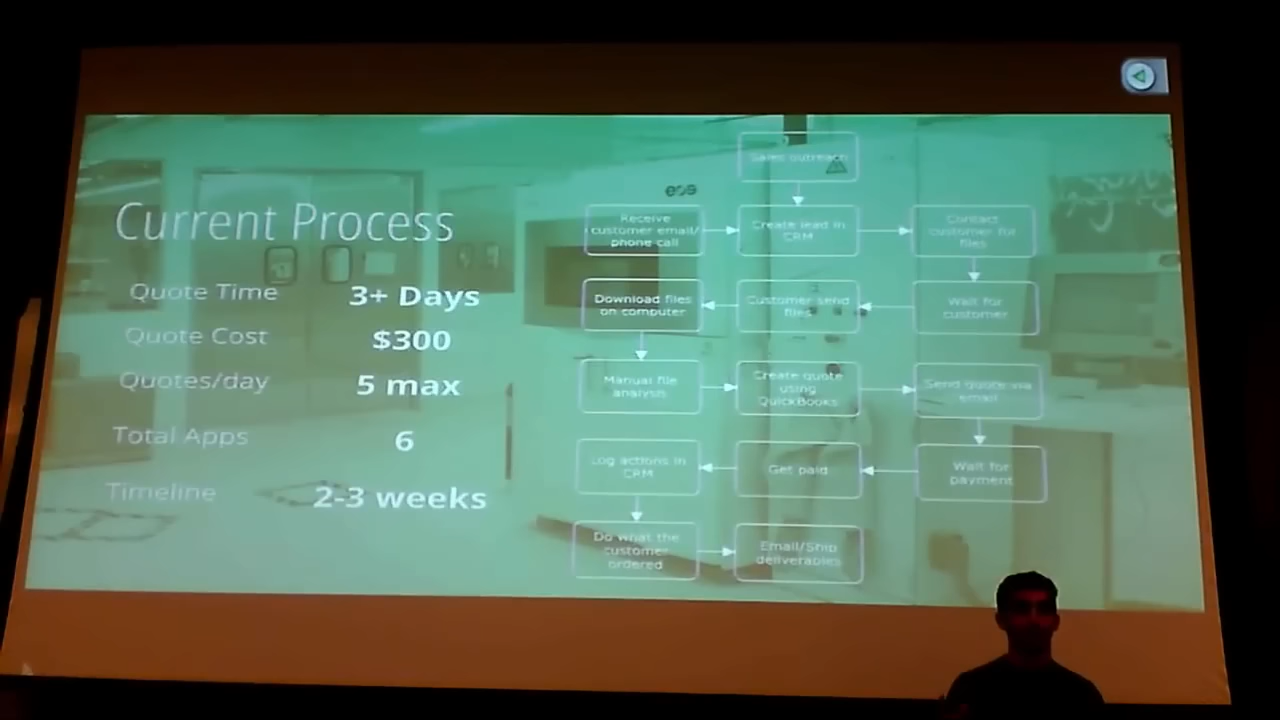 Current Process
Quote Time 3+ Days
Quote Cost $300
Quotes/day 5 max
Total Apps 6
Timeline 2-3 weeks
eos
Sales outreach
Receive
customer email/
phone call
Create lead in
CRM
Contact
customer for
files
Download files
on computer
Customer send
files
Wait for
customer
Manual file
analysis
Create quote
using
QuickBooks
Send quote via
email
Log actions in
CRM
Get paid
Wait for
payment
Do what the
customer
ordered
Email/Ship
deliverables